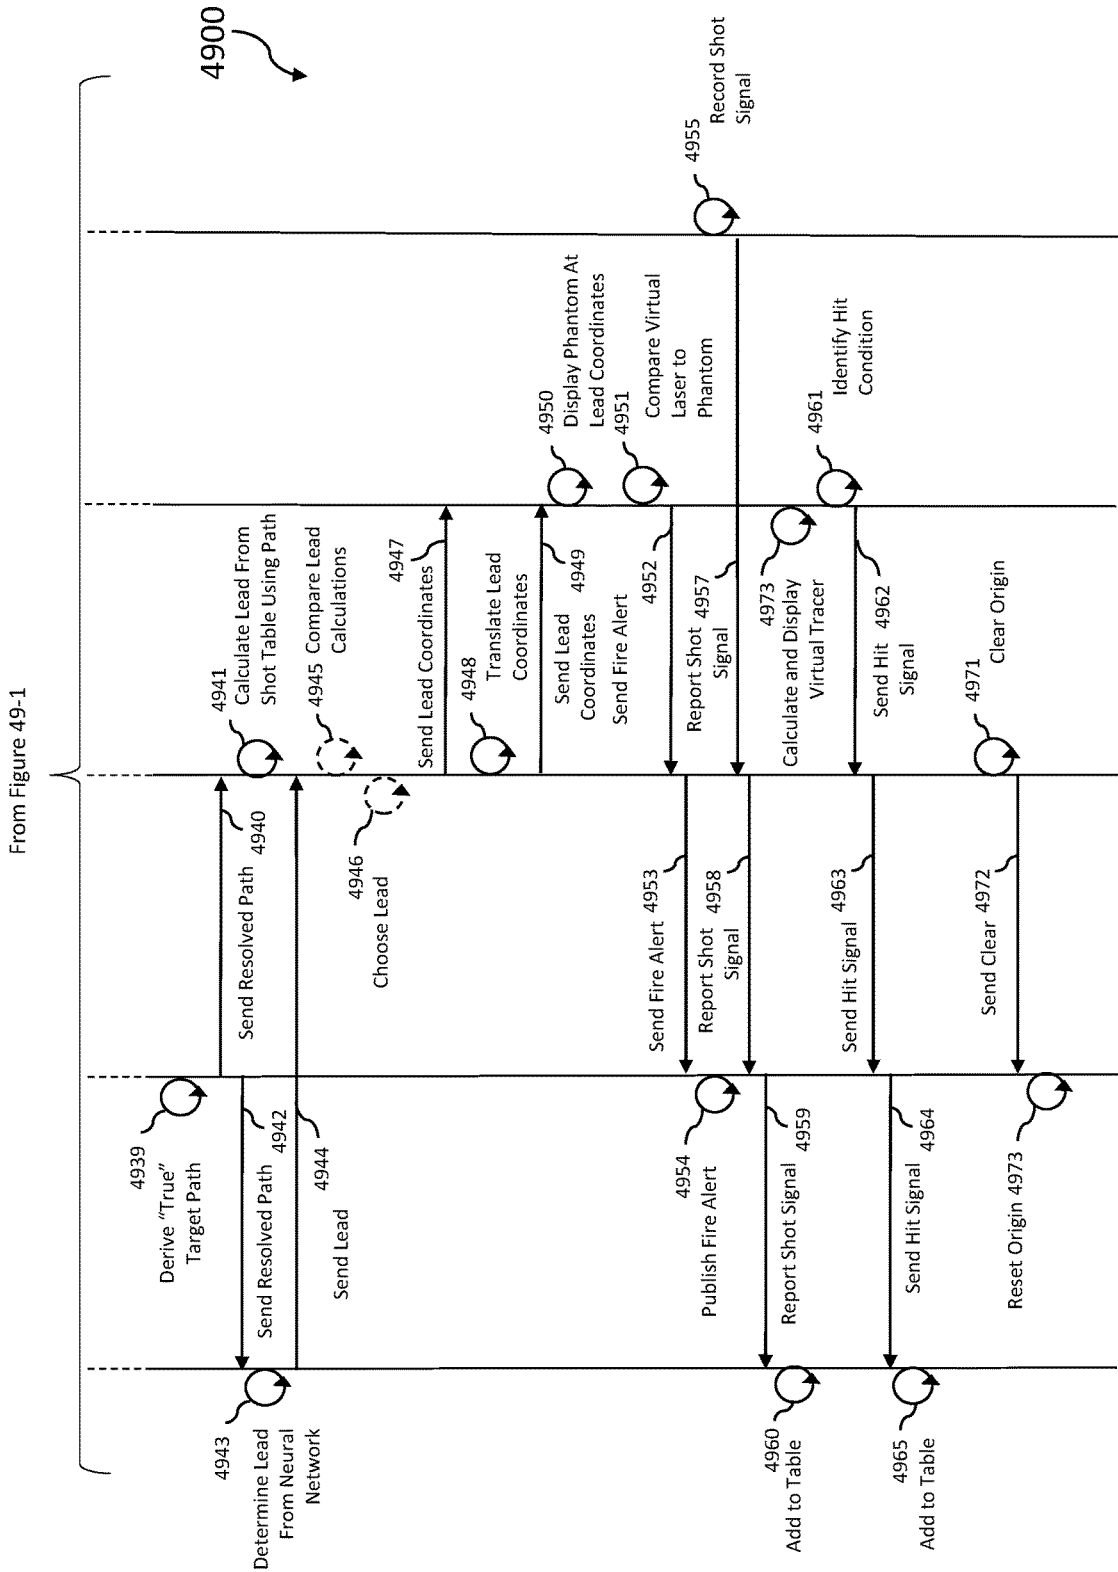 From Figure 49-1
4900
4939
Derive "True"
Target Path
Send Resolved Path
4940
4941
Calculate Lead From
Shot Table Using Path
Send Resolved Path
4942
4943
Determine Lead
From Neural
Network
4944
Send Lead
4945
Compare Lead
Calculations
4946
Choose Lead
Send Lead Coordinates
4947
4948
Translate Lead
Coordinates
Send Lead
Coordinates
4949
4950
Display Phantom At
Lead Coordinates
4951
Compare Virtual
Laser to
Phantom
Send Fire Alert
4952
Send Fire Alert
4953
4954
Publish Fire Alert
4955
Record Shot
Signal
Report Shot
Signal
4957
Report Shot
Signal
4958
Report Shot Signal
4959
4960
Add to Table
4973
Calculate and Display
Virtual Tracer
4961
Identify Hit
Condition
Send Hit
Signal
4962
Send Hit Signal
4963
Send Hit Signal
4964
4965
Add to Table
4971
Clear Origin
Send Clear
4972
Reset Origin
4973